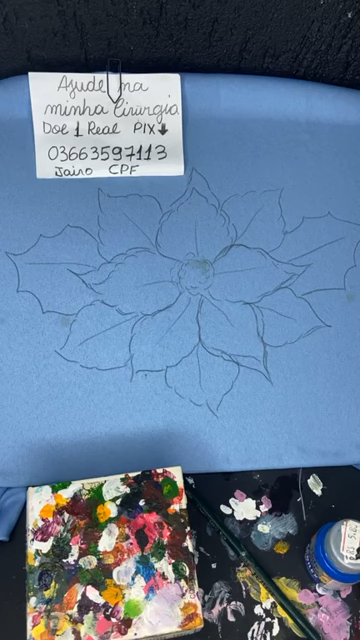 Ajude na
minha Cirurgia
Doe 1 Real PIX↓
03663597113
Jairo CPF